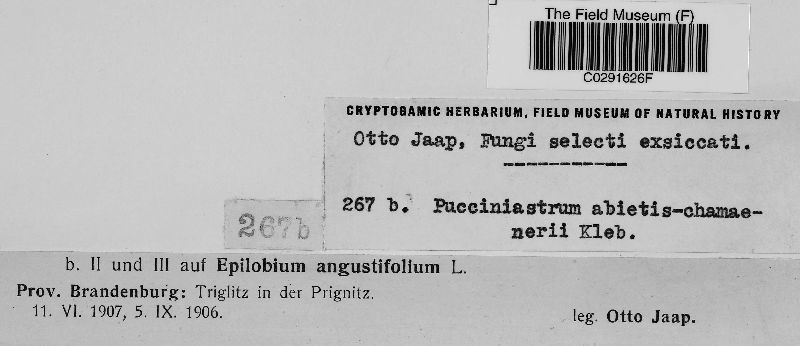 The Field Museum (F)
C0291626F
CRYPTOGAMIC HERBARIUM, FIELD MUSEUM OF NATURAL HISTORY
Otto Jaap, Fungi selecti exsiccati.
267 b. Pucciniastrum abietis-chamae-
nerii Kleb.
267b
b. II und III auf Epilobium angustifolium L.
Prov. Brandenburg: Triglitz in der Prignitz.
11. VI. 1907, 5. IX. 1906.
leg. Otto Jaap.